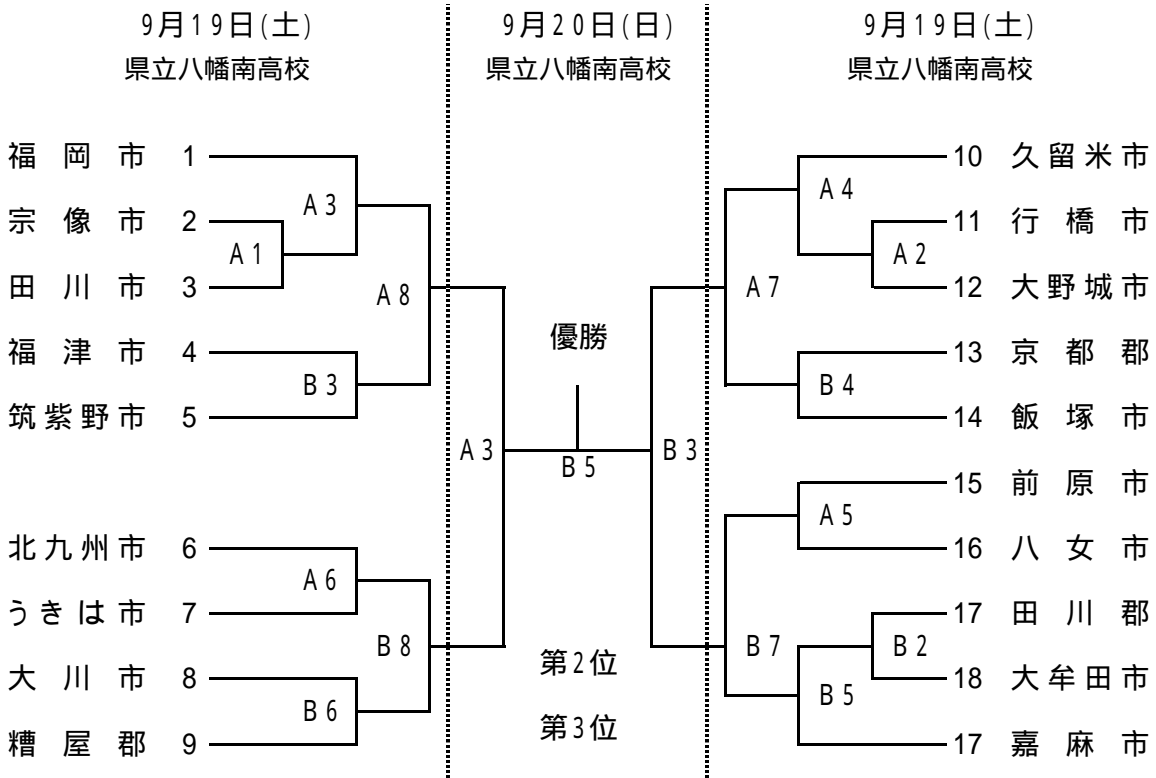 9月19日(土) 9月20日(日) 9月19日(土)
県立八幡南高校 県立八幡南高校 県立八幡南高校
福岡市 1 10 久留米市
A3 A4
宗像市 2 11 行橋市
A1 A2
田川市 3 12 大野城市
A8 A7
優勝
福津市 4 13 京都郡
B3 B4
筑紫野市 5 14 飯塚市
A3 B5 B3
15 前原市
A5
北九州市 6 16 八女市
A6
うきは市 7 17 田川郡
B8 B7 B2
第2位
大川市 8 18 大牟田市
B6 B5
第3位
糟屋郡 9 17 嘉麻市